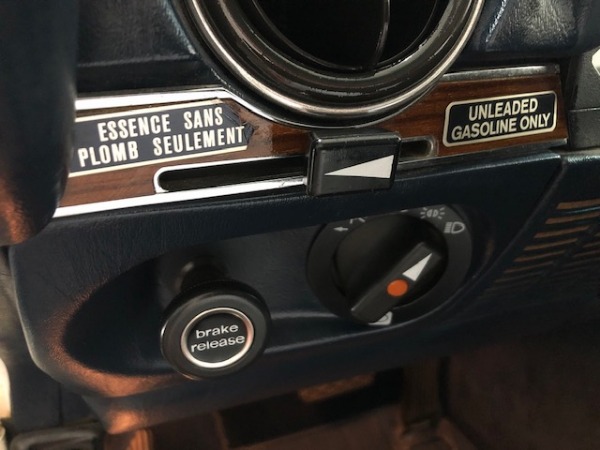 ESSENCE SANS
PLOMB SEULEMENT
UNLEADED
GASOLINE ONLY
brake
release